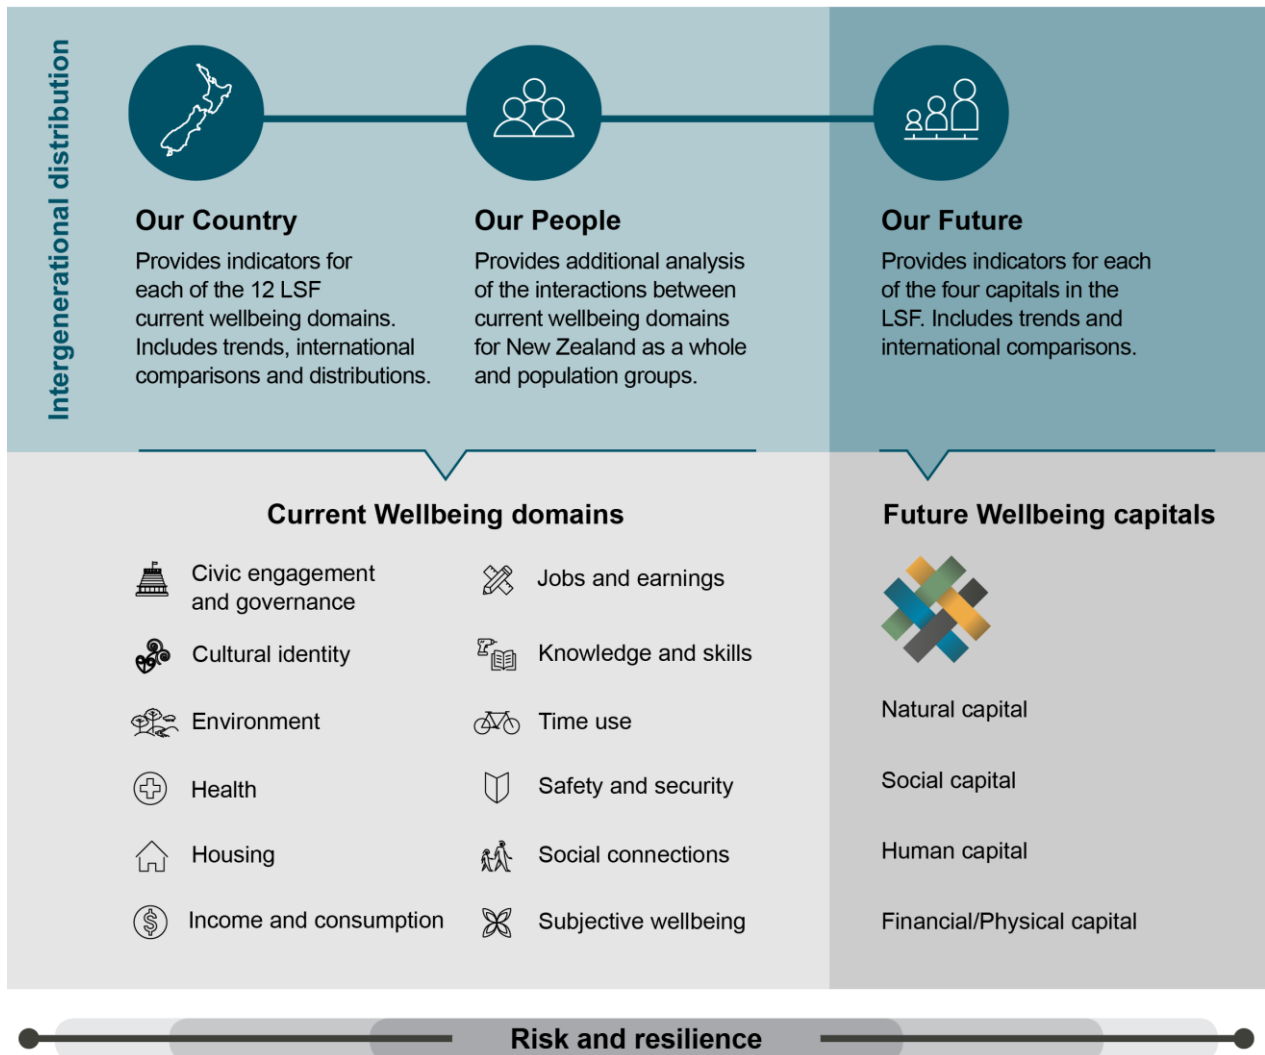 Intergenerational distribution
Our Country
Provides indicators for
each of the 12 LSF
current wellbeing domains.
Includes trends, international
comparisons and distributions.
Our People
Provides additional analysis
of the interactions between
current wellbeing domains
for New Zealand as a whole
and population groups.
Our Future
Provides indicators for each
of the four capitals in the
LSF. Includes trends and
international comparisons.
Current Wellbeing domains
Civic engagement
and governance
Cultural identity
Environment
Health
Housing
Income and consumption
Jobs and earnings
Knowledge and skills
Time use
Safety and security
Social connections
Subjective wellbeing
Future Wellbeing capitals
Natural capital
Social capital
Human capital
Financial/Physical capital
Risk and resilience